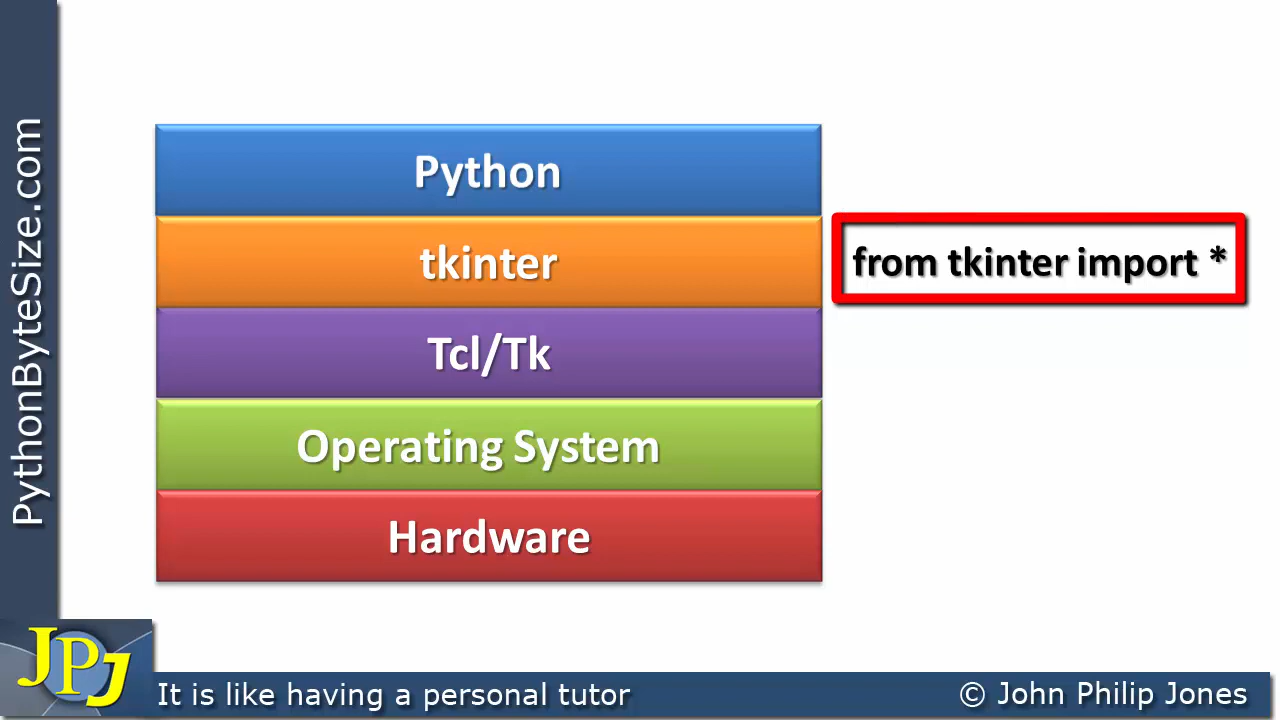 PythonByteSize.com
Python
tkinter
from tkinter import *
Tcl/Tk
Operating System
Hardware
JPJ
It is like having a personal tutor
© John Philip Jones